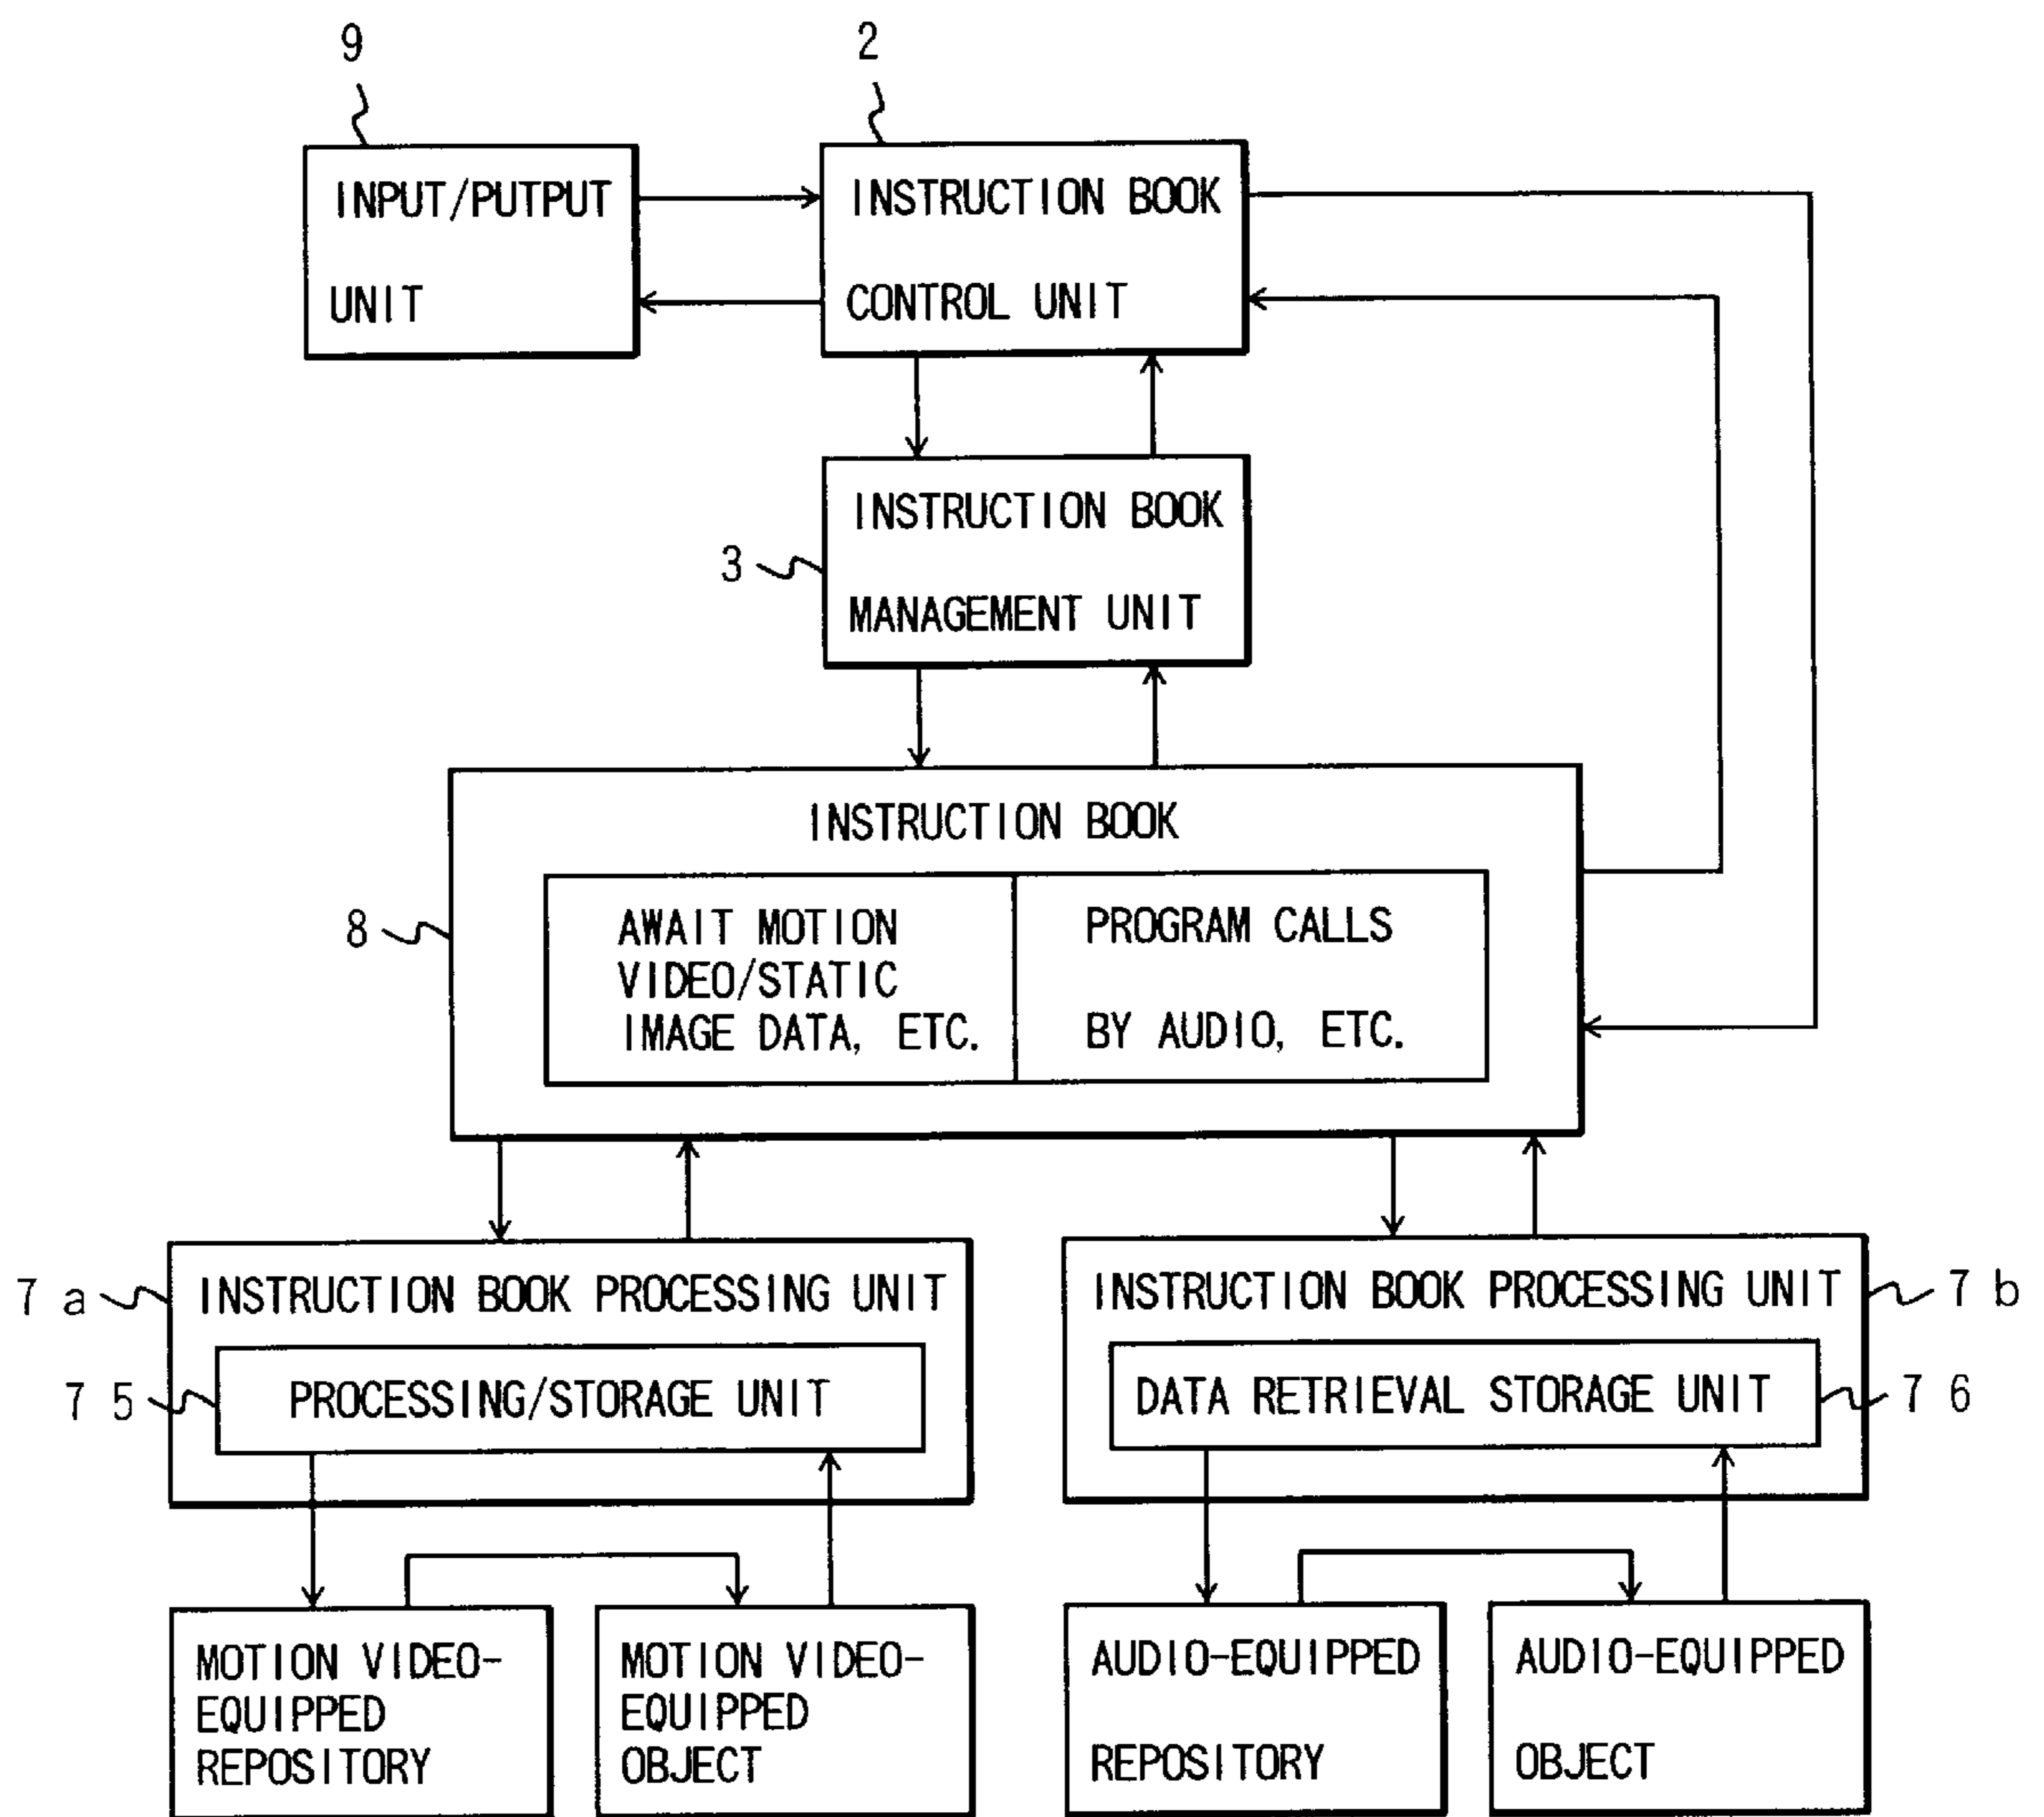 9
2
INPUT/PUTPUT
UNIT
INSTRUCTION BOOK
CONTROL UNIT
3
INSTRUCTION BOOK
MANAGEMENT UNIT
INSTRUCTION BOOK
8
AWAIT MOTION
VIDEO/STATIC
IMAGE DATA, ETC.
PROGRAM CALLS
BY AUDIO, ETC.
7 a
INSTRUCTION BOOK PROCESSING UNIT
7 5
PROCESSING/STORAGE UNIT
INSTRUCTION BOOK PROCESSING UNIT
7 b
DATA RETRIEVAL STORAGE UNIT
7 6
MOTION VIDEO-
EQUIPPED
REPOSITORY
MOTION VIDEO-
EQUIPPED
OBJECT
AUDIO-EQUIPPED
REPOSITORY
AUDIO-EQUIPPED
OBJECT